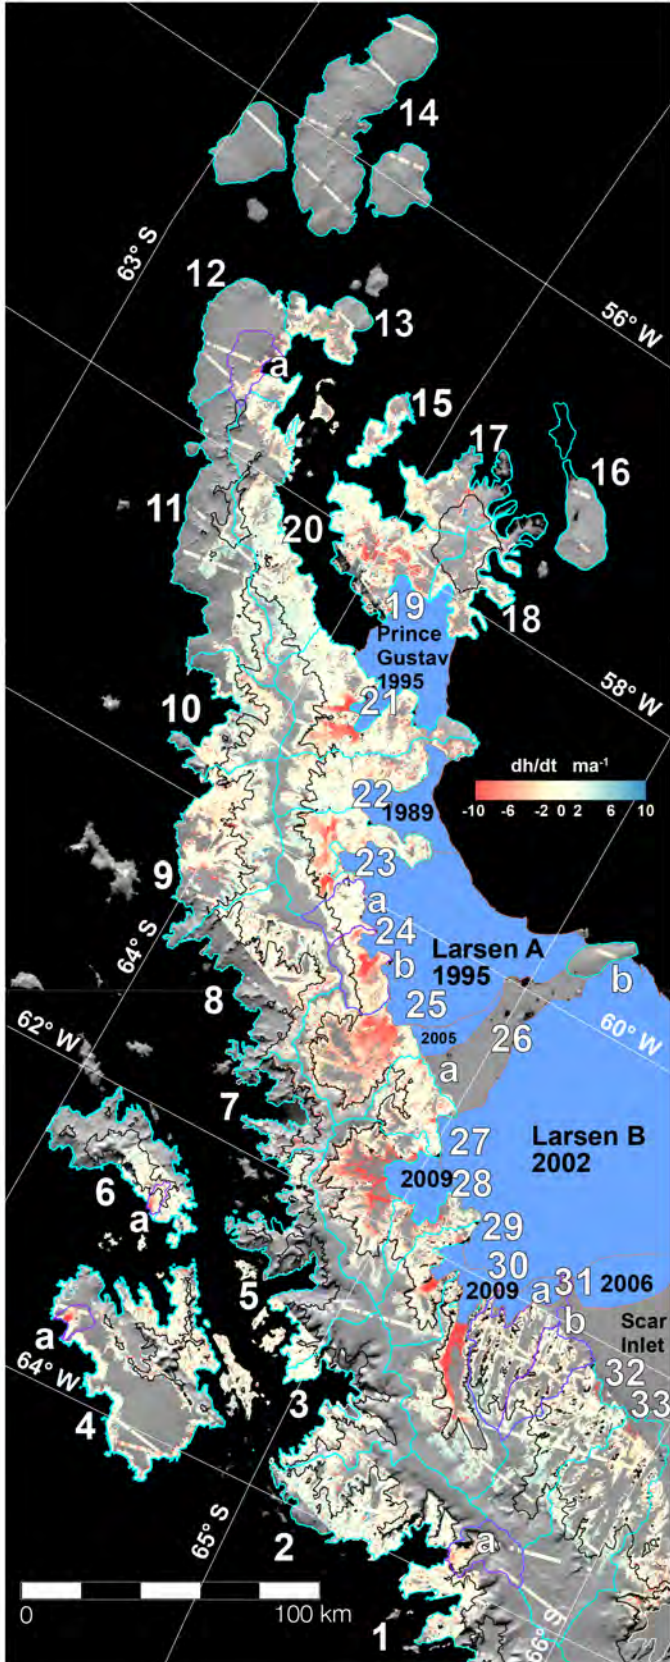 14
63° S
12
56° W
13
a
15
17
16
11
20
19
18
Prince
Gustav
1995
21
10
58° W
dh/dt ma⁻¹
-10 -6 -2 0 2 6 10
22
1989
23
9
a
24
64° S
b
Larsen A
1995
b
25
8
26
60° W
62° W
2005
a
7
27
Larsen B
2002
6
2009
28
a
29
5
30
2009
a
31
2006
b
Scar
Inlet
a
32
64° W
33
3
4
65° S
2
a
0 100 km
1
66° S